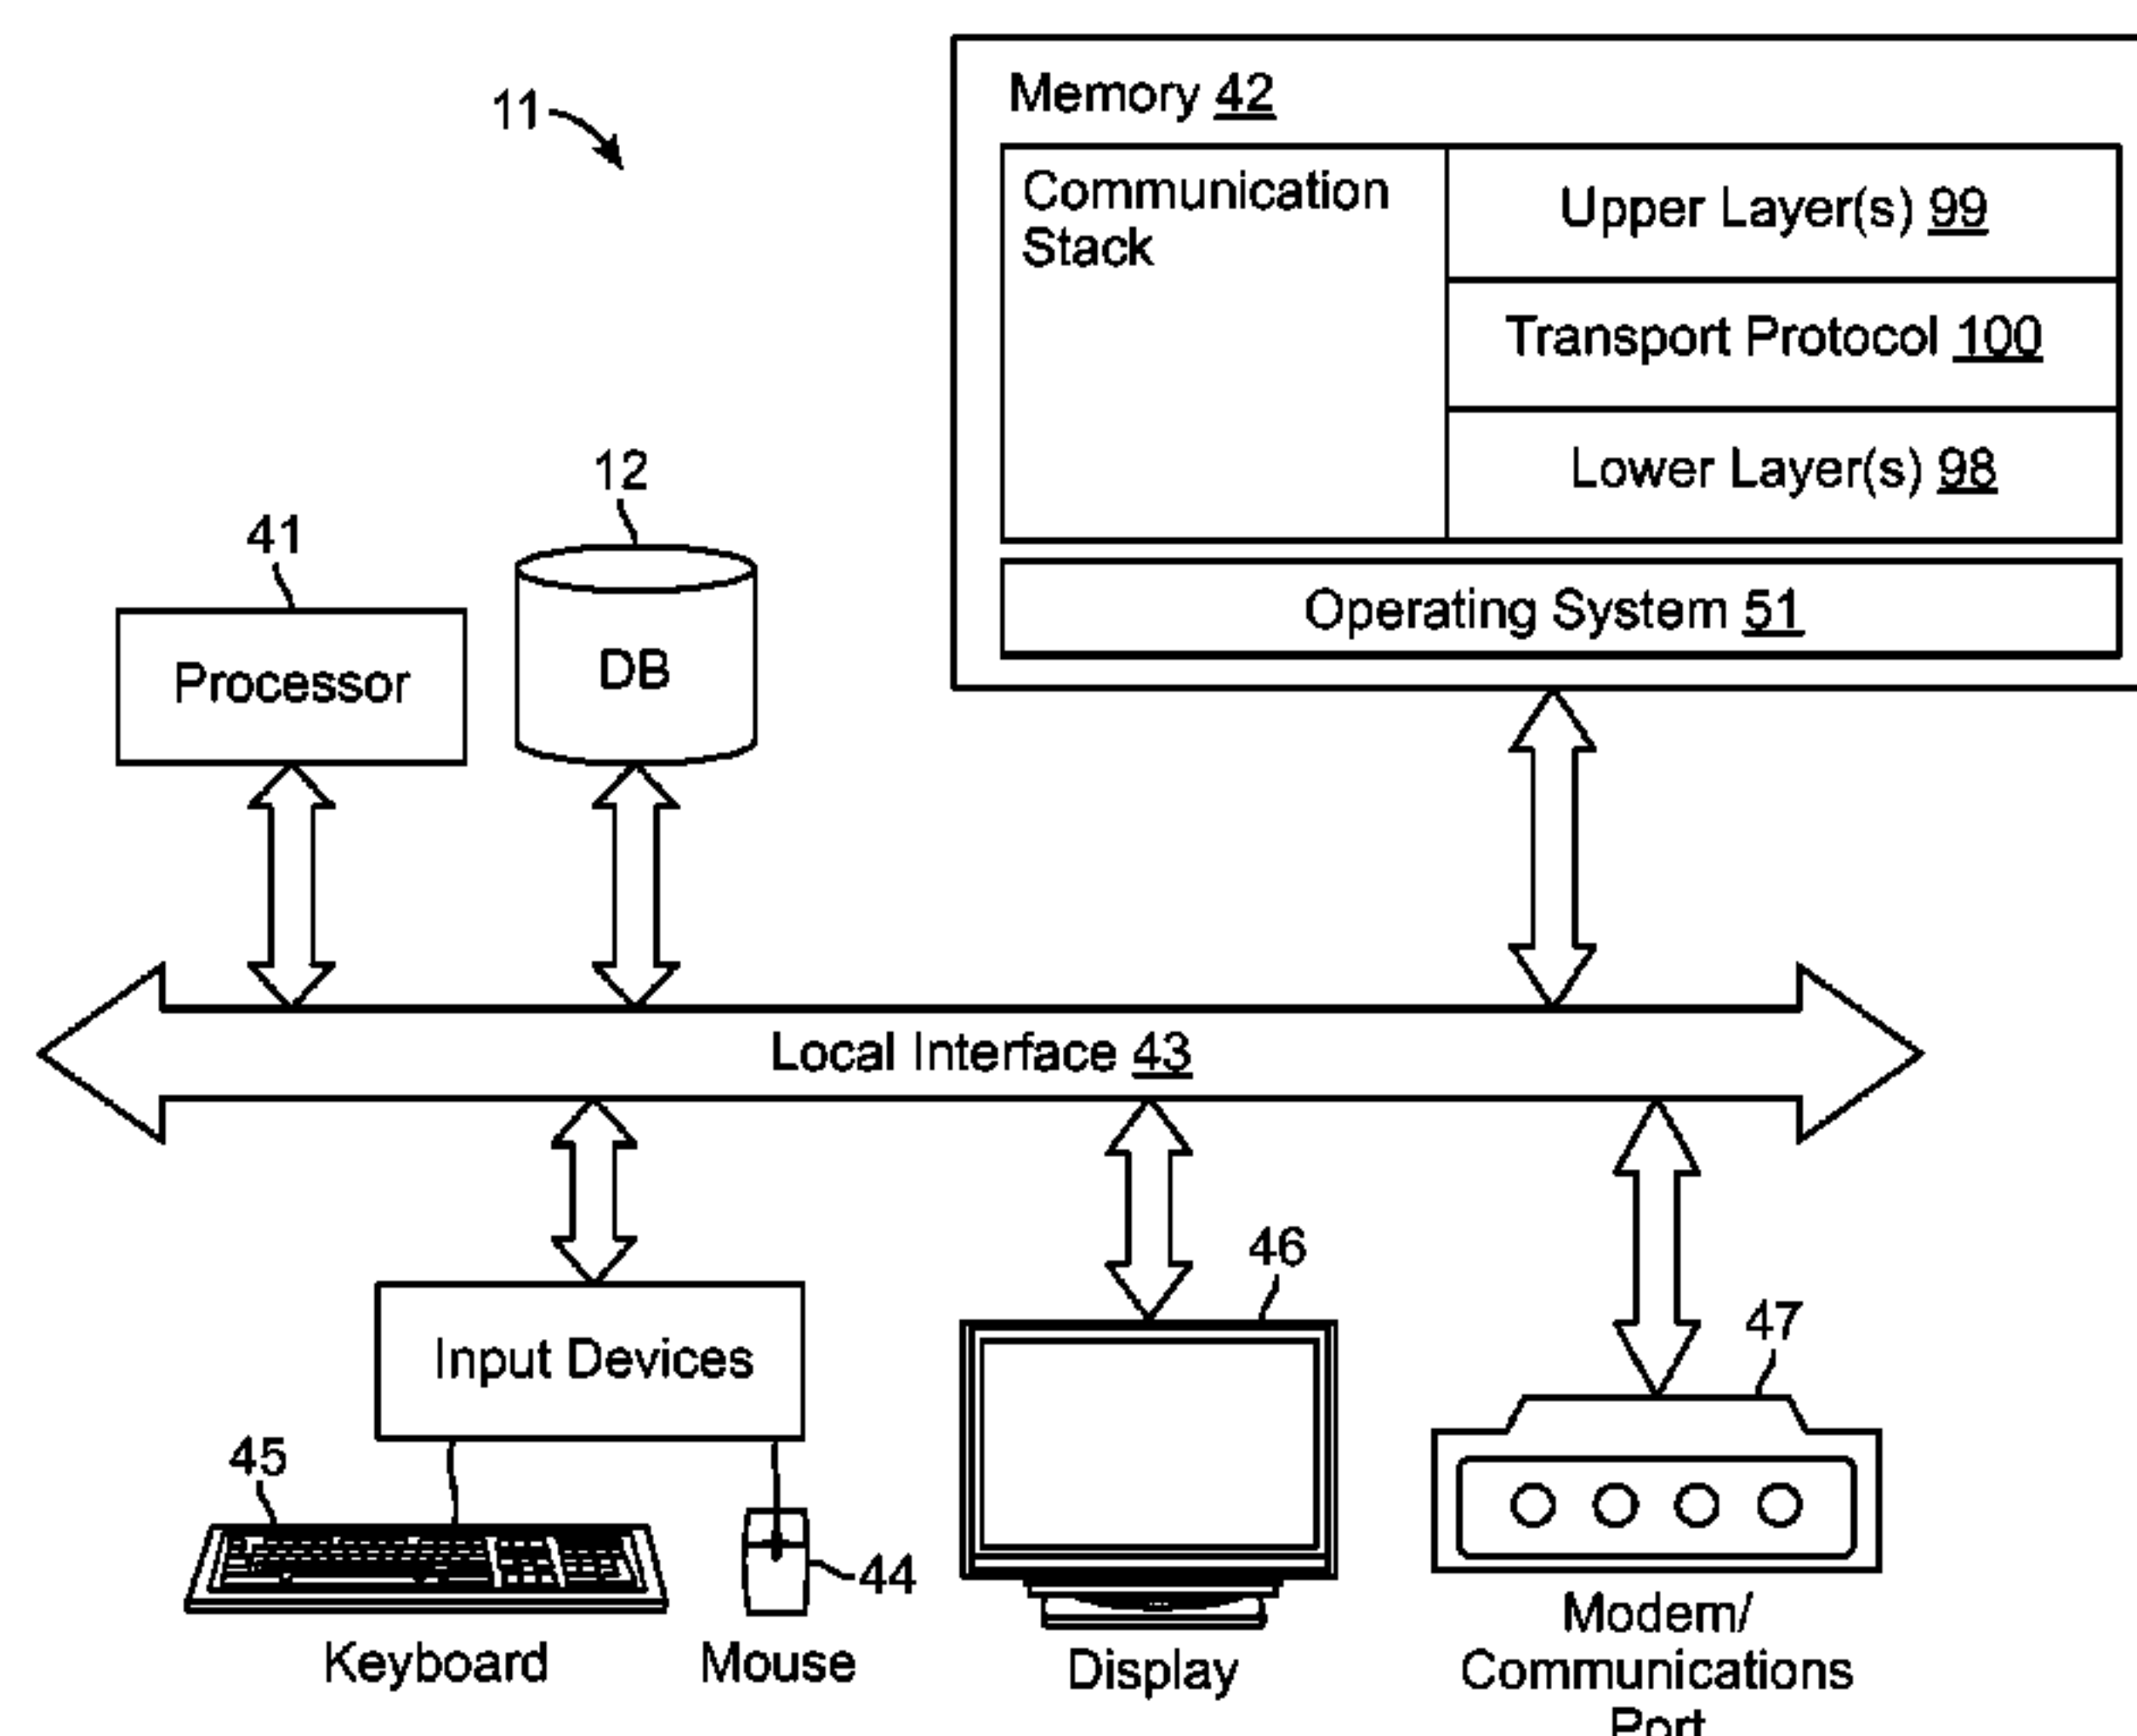 11
Memory 42
Communication
Stack
Upper Layer(s) 99
Transport Protocol 100
Lower Layer(s) 98
Operating System 51
12
41
Processor
DB
Local Interface 43
46
47
Input Devices
45
44
Keyboard
Mouse
Display
Modem/
Communications
Port